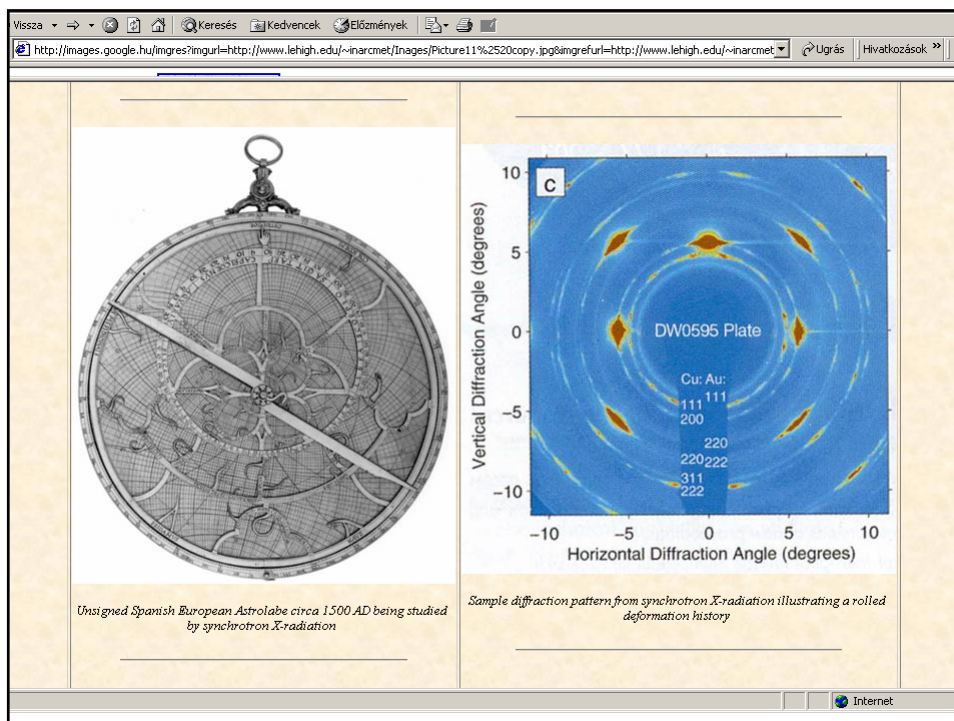 Vissza
Keresés
Kedvencek
Előzmények
http://images.google.hu/imgres?imgurl=http://www.lehigh.edu/~inarcmet/Inages/Picture11%2520copy.jpg&imgrefurl=http://www.lehigh.edu/~inarcmet
Ugrás
Hivatkozások »
Unsigned Spanish European Astrolabe circa 1500 AD being studied
by synchrotron X-radiation
c
Vertical Diffraction Angle (degrees)
10
5
0
-5
-10
DW0595 Plate
Cu: Au:
111
111
200
220
220 222
311
222
-10 -5 0 5 10
Horizontal Diffraction Angle (degrees)
Sample diffraction pattern from synchrotron X-radiation illustrating a rolled
deformation history
Internet